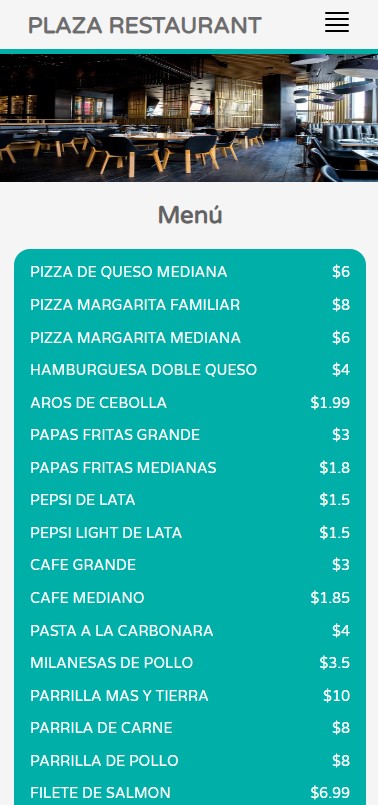 PLAZA RESTAURANT
Menú
PIZZA DE QUESO MEDIANA $6
PIZZA MARGARITA FAMILIAR $8
PIZZA MARGARITA MEDIANA $6
HAMBURGUESA DOBLE QUESO $4
AROS DE CEBOLLA $1.99
PAPAS FRITAS GRANDE $3
PAPAS FRITAS MEDIANAS $1.8
PEPSI DE LATA $1.5
PEPSI LIGHT DE LATA $1.5
CAFE GRANDE $3
CAFE MEDIANO $1.85
PASTA A LA CARBONARA $4
MILANESAS DE POLLO $3.5
PARRILLA MAS Y TIERRA $10
PARRILA DE CARNE $8
PARRILLA DE POLLO $8
FILETE DE SALMON $6.99